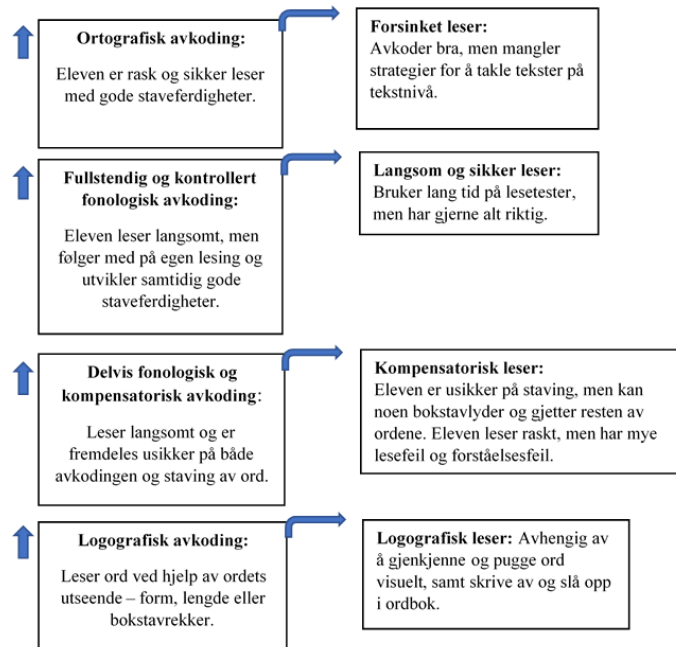 Ortografisk avkoding:
Eleven er rask og sikker leser
med gode staveferdigheter.
Forsinket leser:
Avkoder bra, men mangler
strategier for å takle tekster på
tekstnivå.
Fullstendig og kontrollert
fonologisk avkoding:
Eleven leser langsomt, men
følger med på egen lesing og
utvikler samtidig gode
staveferdigheter.
Langsom og sikker leser:
Bruker lang tid på lesetester,
men har gjerne alt riktig.
Delvis fonologisk og
kompensatorisk avkoding:
Leser langsomt og er
fremdeles usikker på både
avkodingen og staving av ord.
Kompensatorisk leser:
Eleven er usikker på staving, men kan
noen bokstavlyder og gjetter resten av
ordene. Eleven leser raskt, men har mye
lesefeil og forståelsesfeil.
Logografisk avkoding:
Leser ord ved hjelp av ordets
utseende – form, lengde eller
bokstavrekker.
Logografisk leser: Avhengig av
å gjenkjenne og pugge ord
visuelt, samt skrive av og slå opp
i ordbok.